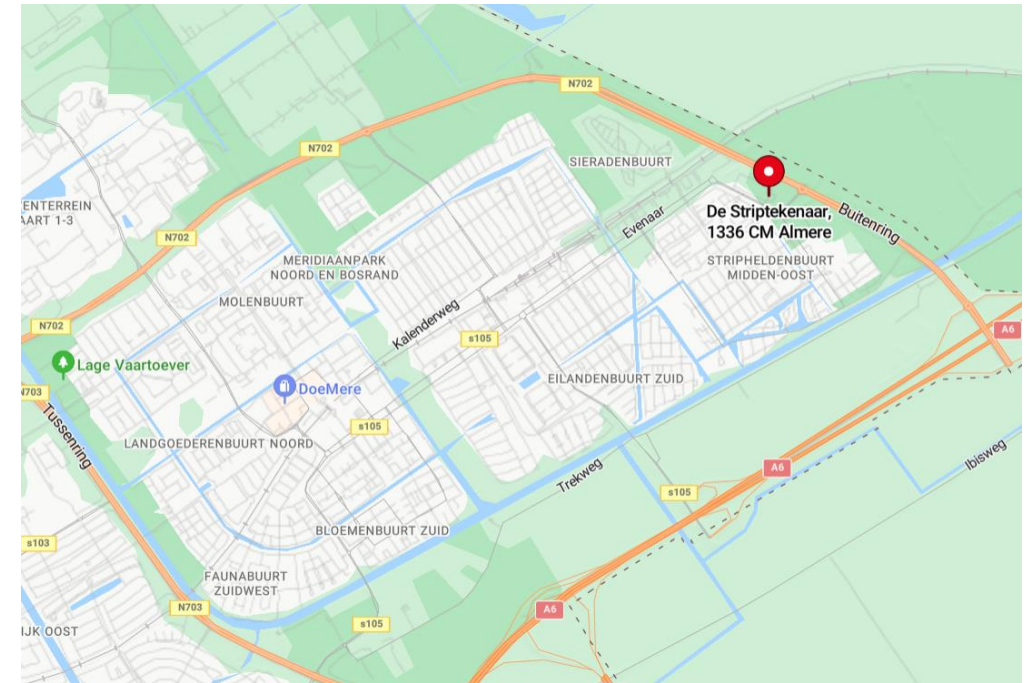 N702
N702
SIERADENBUURT
ENTERREIN
AART 1-3
De Striptekenaar,
1336 CM Almere
Evenaar
Buitenring
N702
MERIDIAANPARK
NOORD EN BOSRAND
STRIPHELDENBUURT
MIDDEN-OOST
MOLENBUURT
Kalenderweg
N702
s105
A6
Lage Vaartoever
DoeMere
EILANDENBUURT ZUID
N703
Tussenring
s105
LANDGOEDERENBUURT NOORD
Trekweg
A6
Ibisweg
s105
BLOEMENBUURT ZUID
s103
FAUNABUURT
ZUIDWEST
N703
A6
s105
IJK OOST